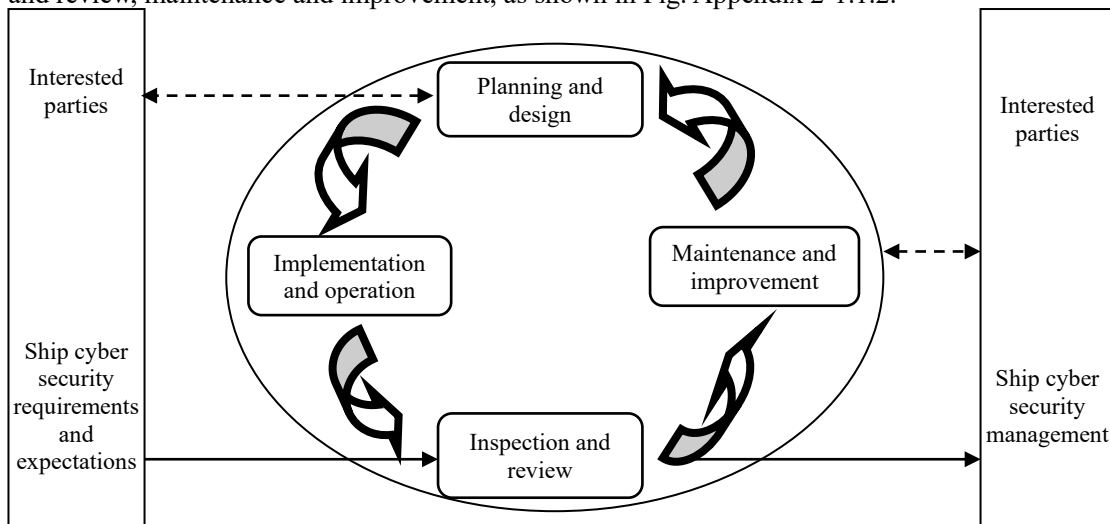 and review, maintenance and improvement, as shown in Fig. Appendix 2-1.1.2.
Interested
parties
Ship cyber
security
requirements
and
expectations
Planning and
design
Implementation
and operation
Maintenance and
improvement
Inspection and
review
Interested
parties
Ship cyber
security
management